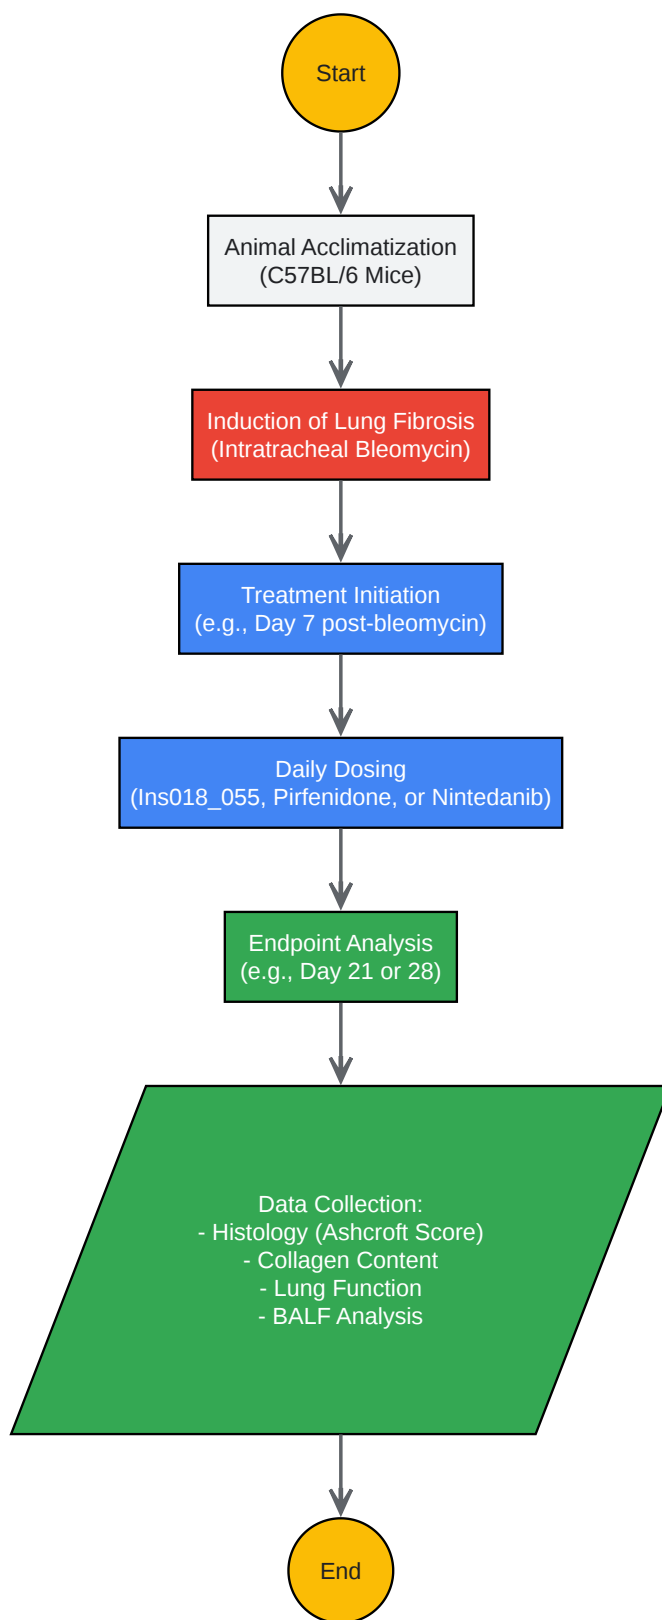 Start
Animal Acclimatization
(C57BL/6 Mice)
Induction of Lung Fibrosis
(Intratracheal Bleomycin)
Treatment Initiation
(e.g., Day 7 post-bleomycin)
Daily Dosing
(Ins018_055, Pirfenidone, or Nintedanib)
Endpoint Analysis
(e.g., Day 21 or 28)
Data Collection:
- Histology (Ashcroft Score)
- Collagen Content
- Lung Function
- BALF Analysis
End